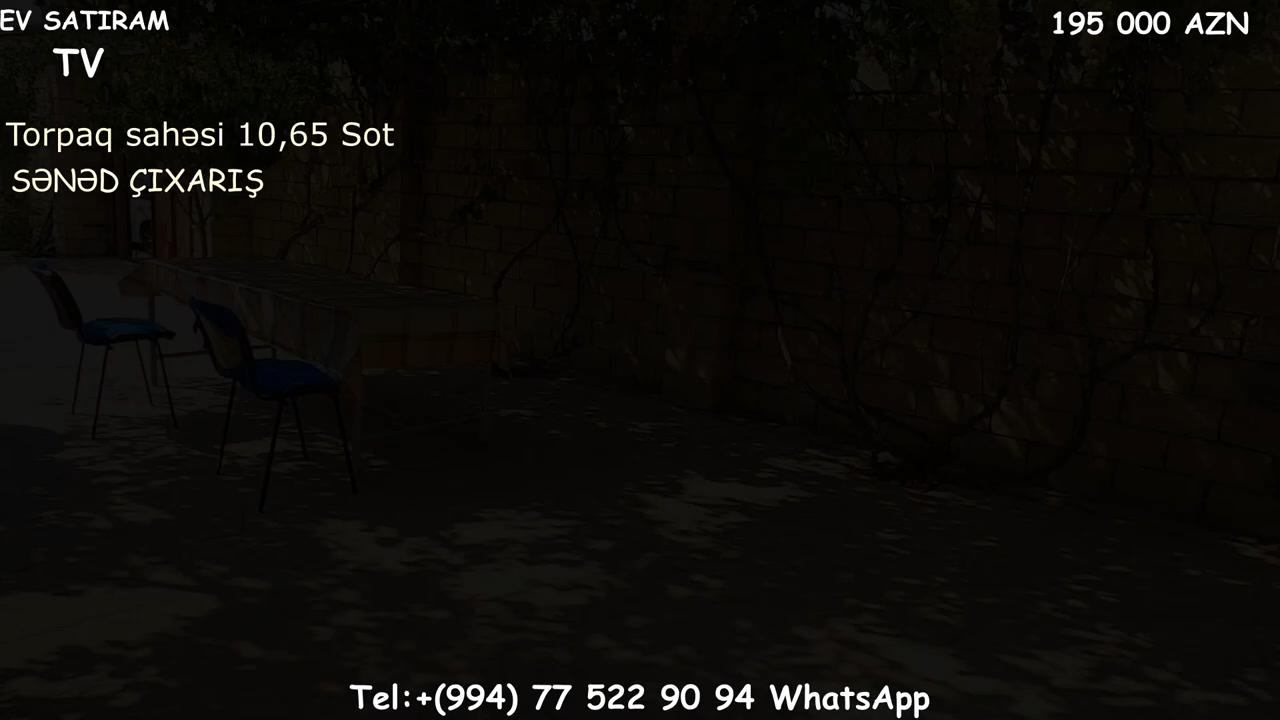 EV SATIRAM
TV
195 000 AZN
Torpaq sahəsi 10,65 Sot
SƏNƏD ÇIXARIŞ
Tel:+(994) 77 522 90 94 WhatsApp